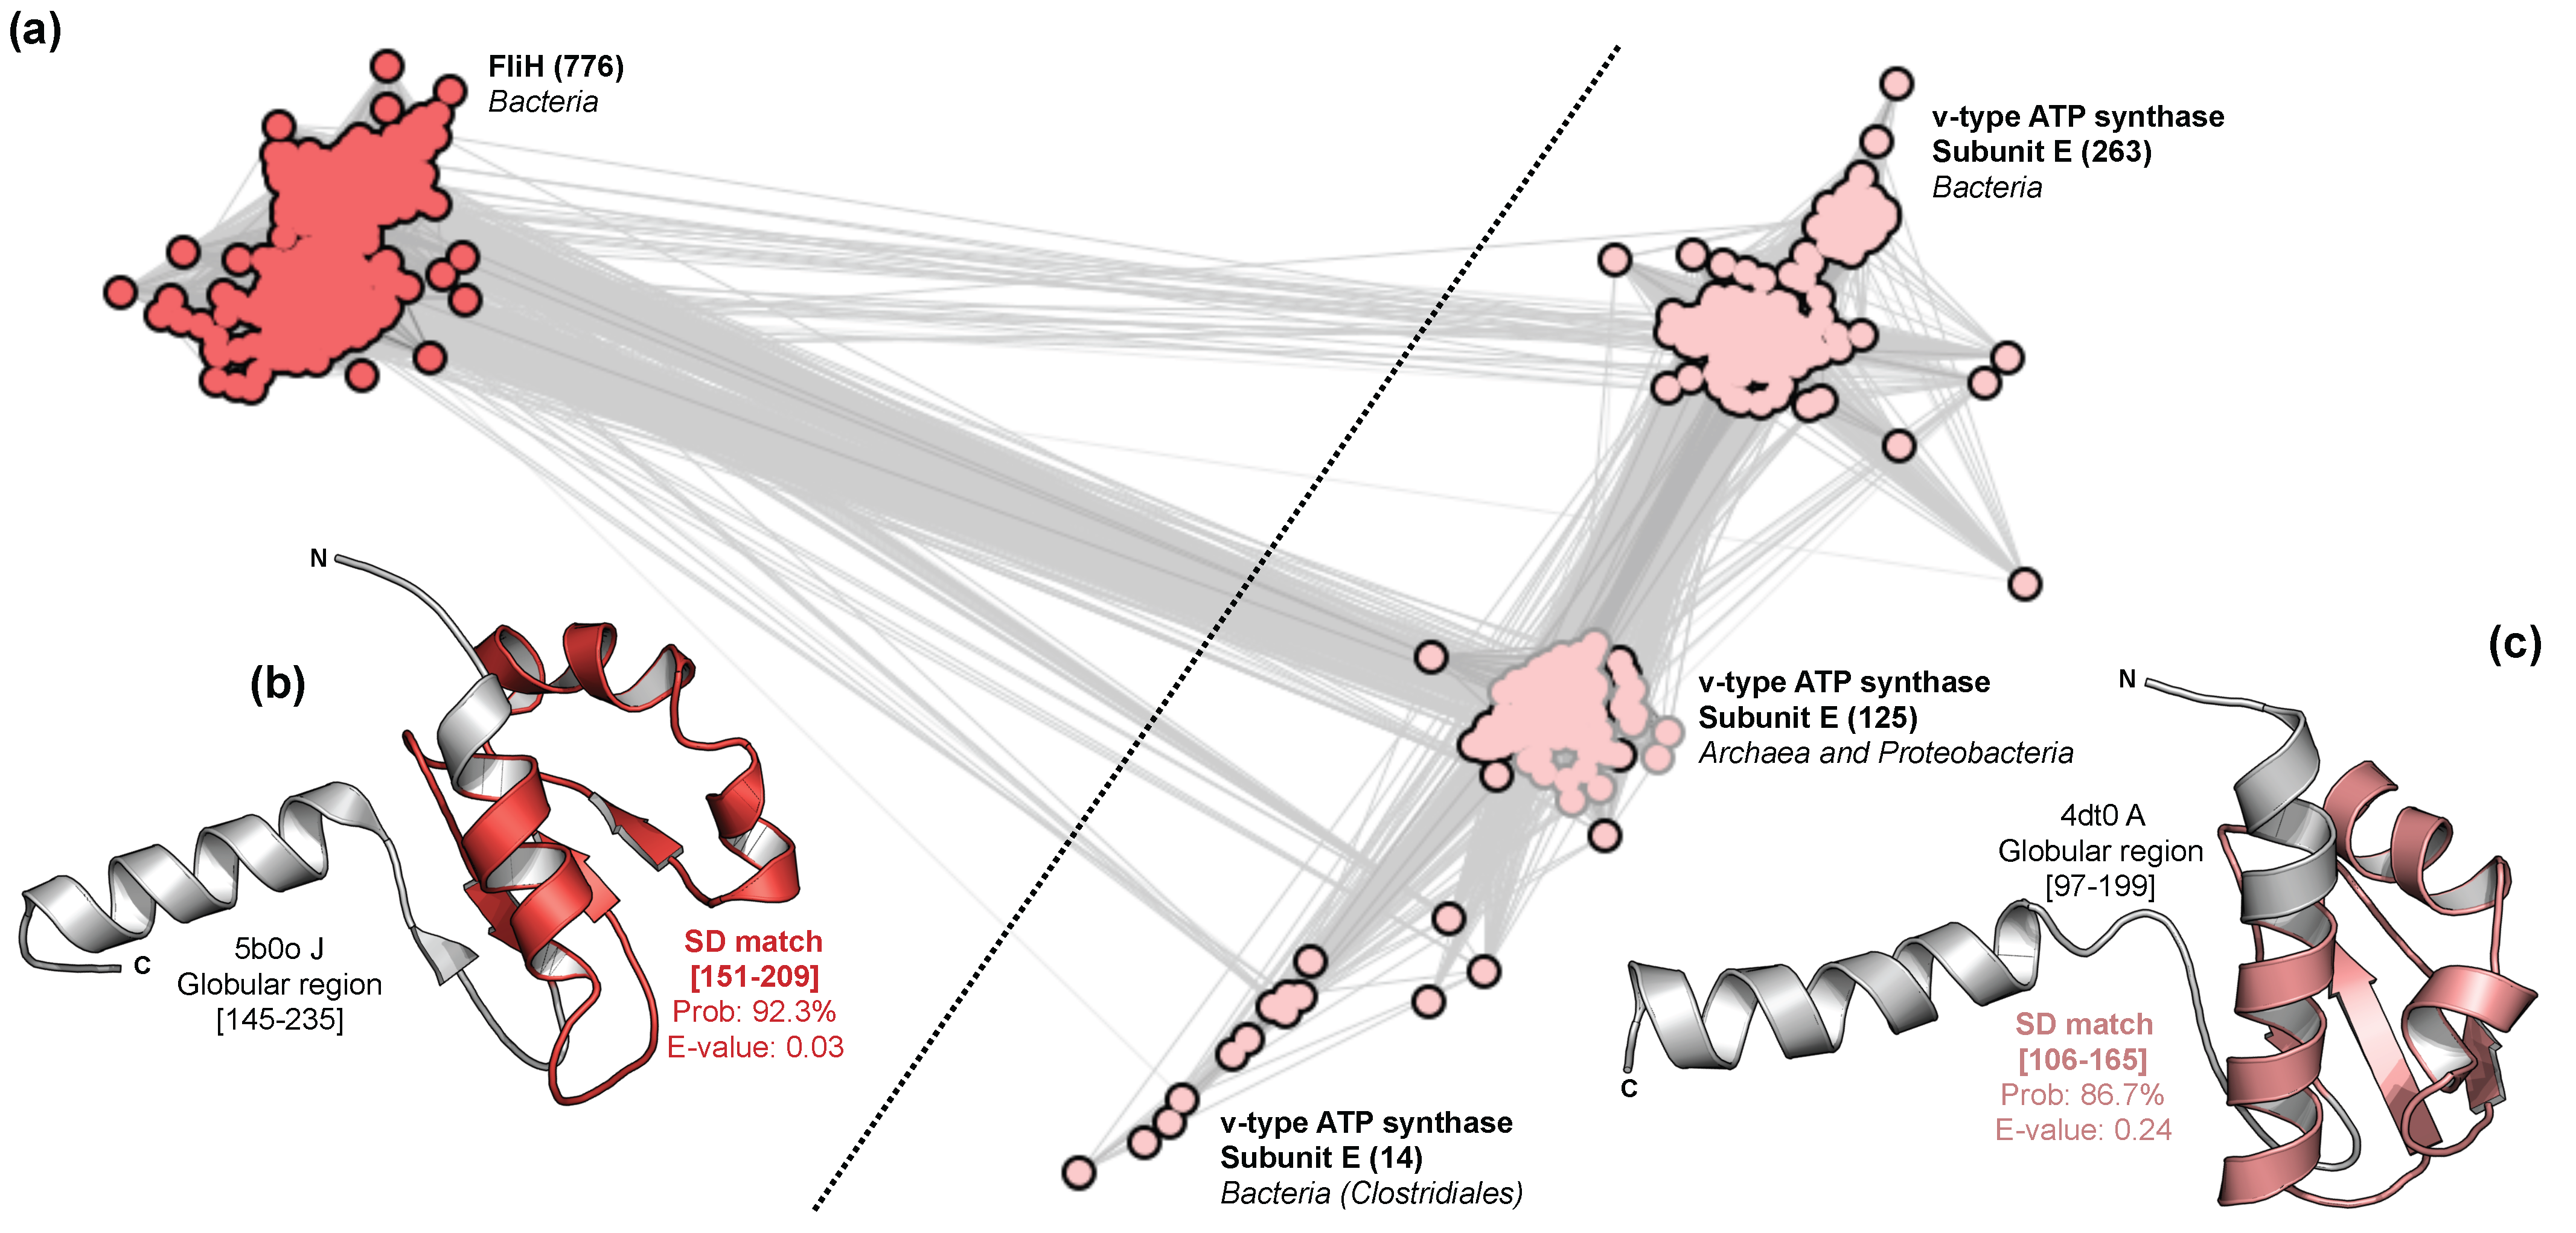 (a)
FliH (776)
Bacteria
v-type ATP synthase
Subunit E (263)
Bacteria
N
(b)
5b0o J
Globular region
[145-235]
C
SD match
[151-209]
Prob: 92.3%
E-value: 0.03
v-type ATP synthase
Subunit E (125)
Archaea and Proteobacteria
v-type ATP synthase
Subunit E (14)
Bacteria (Clostridiales)
(c)
N
4dt0 A
Globular region
[97-199]
SD match
[106-165]
Prob: 86.7%
E-value: 0.24
C